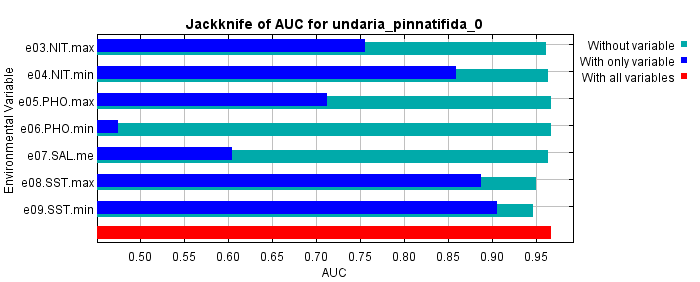 Jackknife of AUC for undaria_pinnatifida_0
Environmental Variable
e03.NIT.max
e04.NIT.min
e05.PHO.max
e06.PHO.min
e07.SAL.me
e08.SST.max
e09.SST.min
Without variable
With only variable
With all variables
0.50 0.55 0.60 0.65 0.70 0.75 0.80 0.85 0.90 0.95
AUC